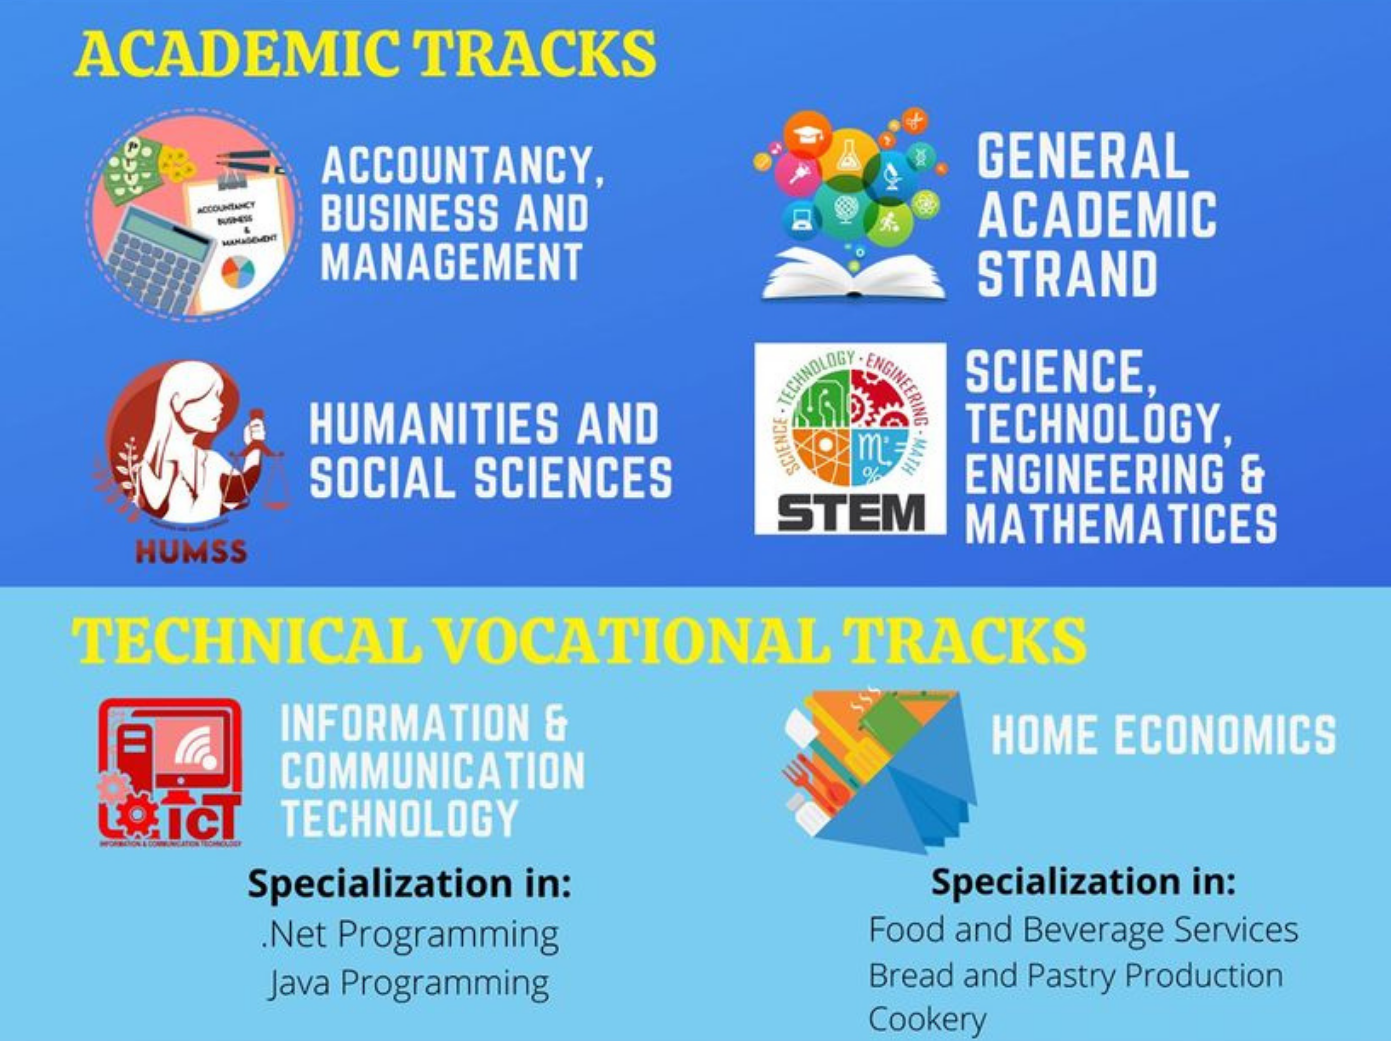 ACADEMIC TRACKS
ACCOUNTANCY
BUSINESS
&
MANAGEMENT
ACCOUNTANCY,
BUSINESS AND
MANAGEMENT
GENERAL
ACADEMIC
STRAND
HUMSS
HUMANITIES AND
SOCIAL SCIENCES
SCIENCE · TECHNOLOGY · ENGINEERING · MATH
STEM
SCIENCE,
TECHNOLOGY,
ENGINEERING &
MATHEMATICES
TECHNICAL VOCATIONAL TRACKS
ICT
INFORMATION & COMMUNICATION TECHNOLOGY
INFORMATION &
COMMUNICATION
TECHNOLOGY
Specialization in:
.Net Programming
Java Programming
HOME ECONOMICS
Specialization in:
Food and Beverage Services
Bread and Pastry Production
Cookery